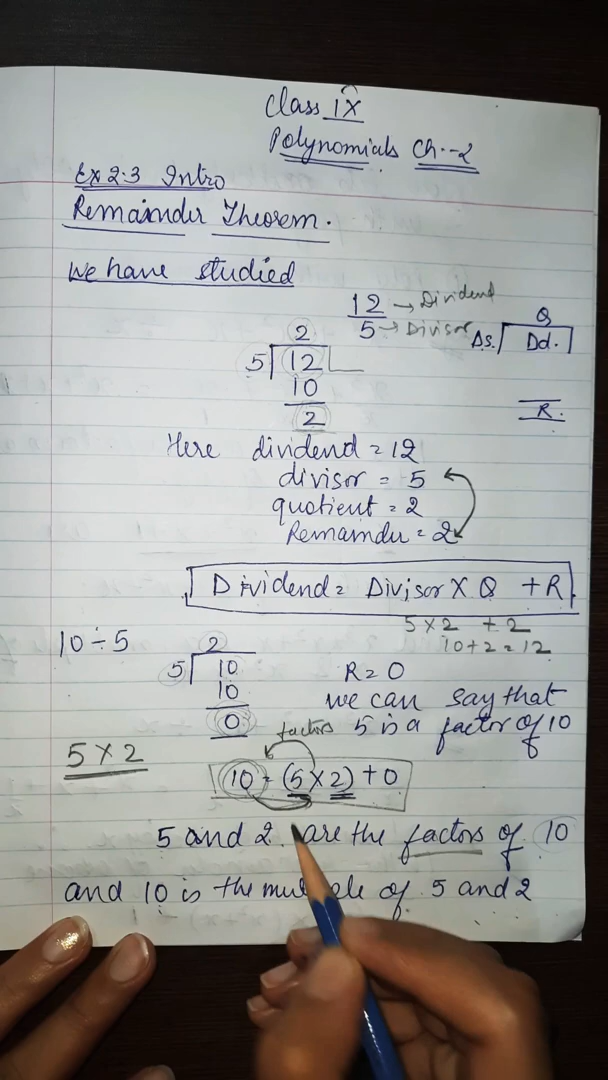 Class IX
Polynomials Ch.-2
Ex 2.3 Intro
Remainder Theorem.
We have studied
12 → Dividend
5 → Divisor
Q
Ds. Dd.
R.
2
5 12
10
2
Here dividend = 12
divisor = 5
quotient = 2
Remainder = 2
Dividend = Divisor X Q + R
5 × 2 + 2
10 + 2 = 12
10 ÷ 5
2
5 10
10
0
R = 0
we can say that
5 is a factor of 10
factors
5 × 2
10 = (5 × 2) + 0
5 and 2 are the factors of 10
and 10 is the of 5 and 2